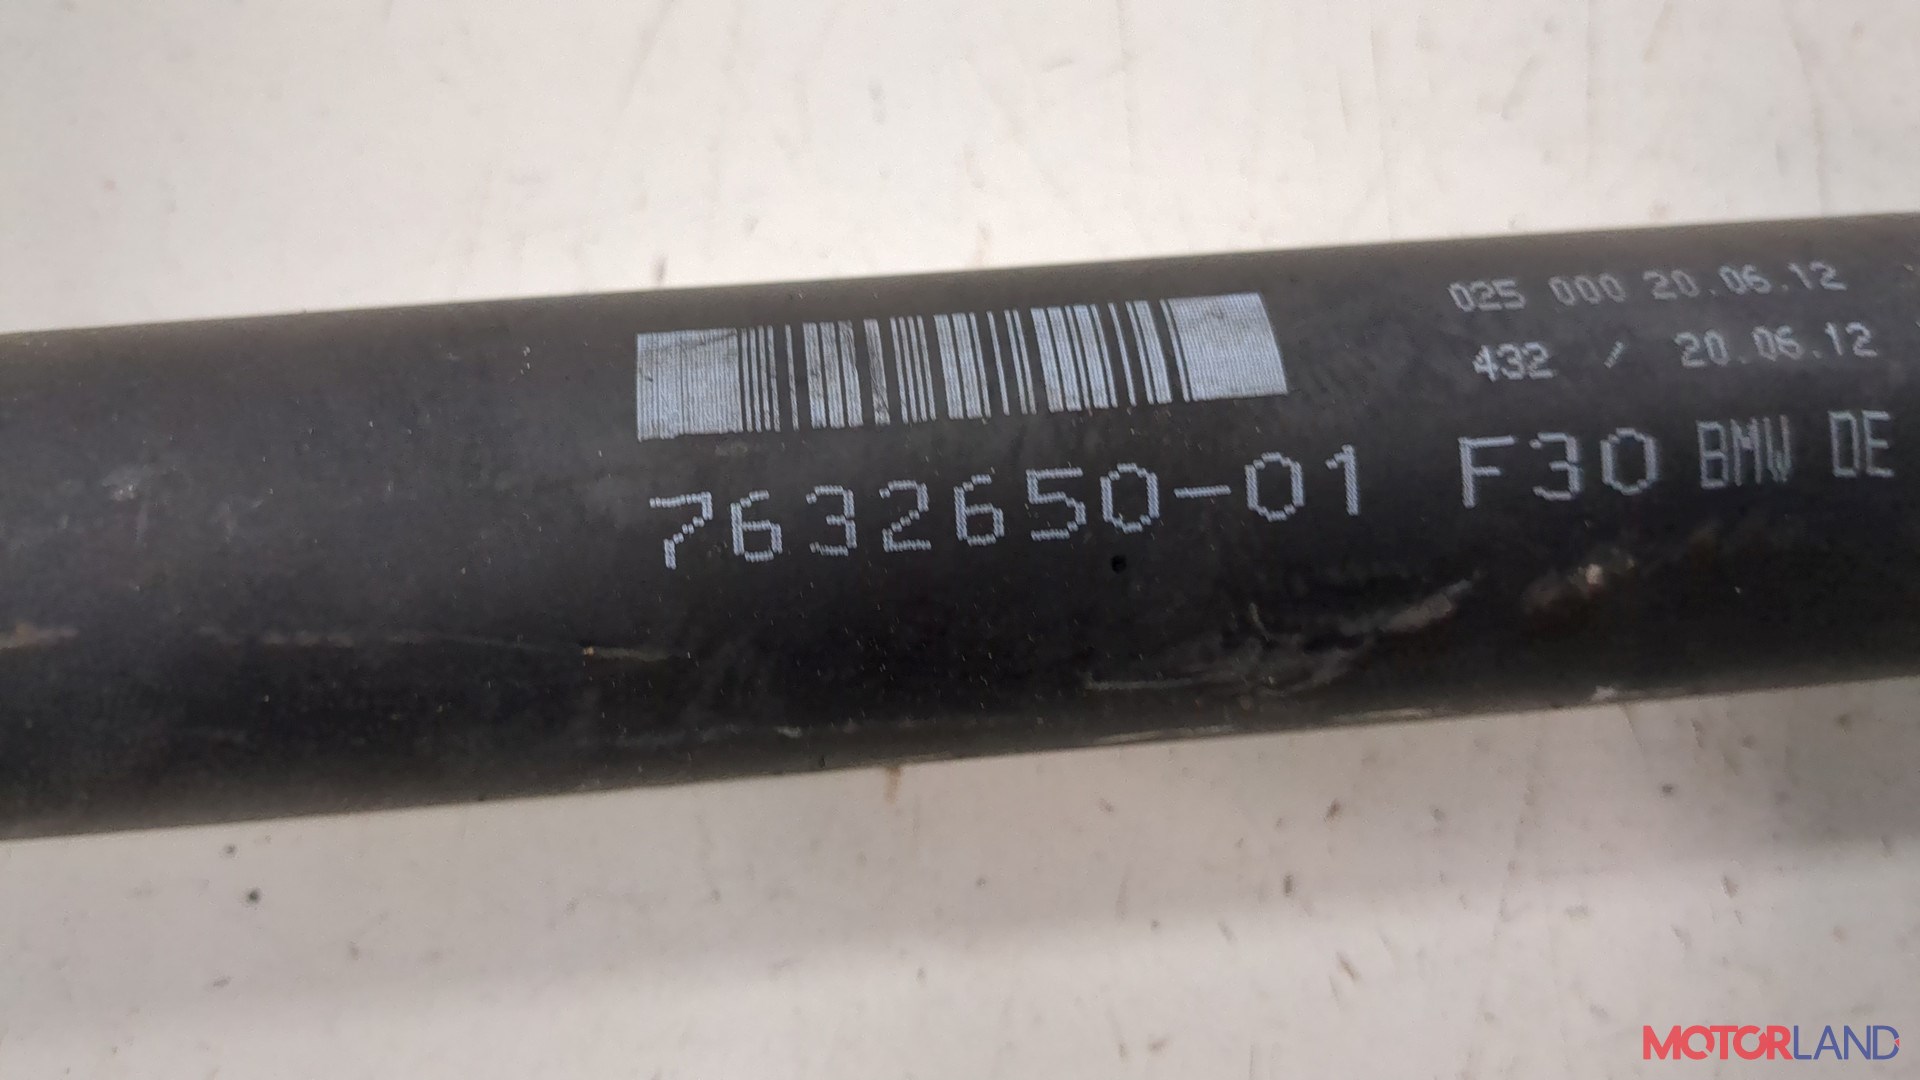 025 000 20.06.12
432 / 20.06.12
7632650-01 F30 BMW DE
MOTORLAND